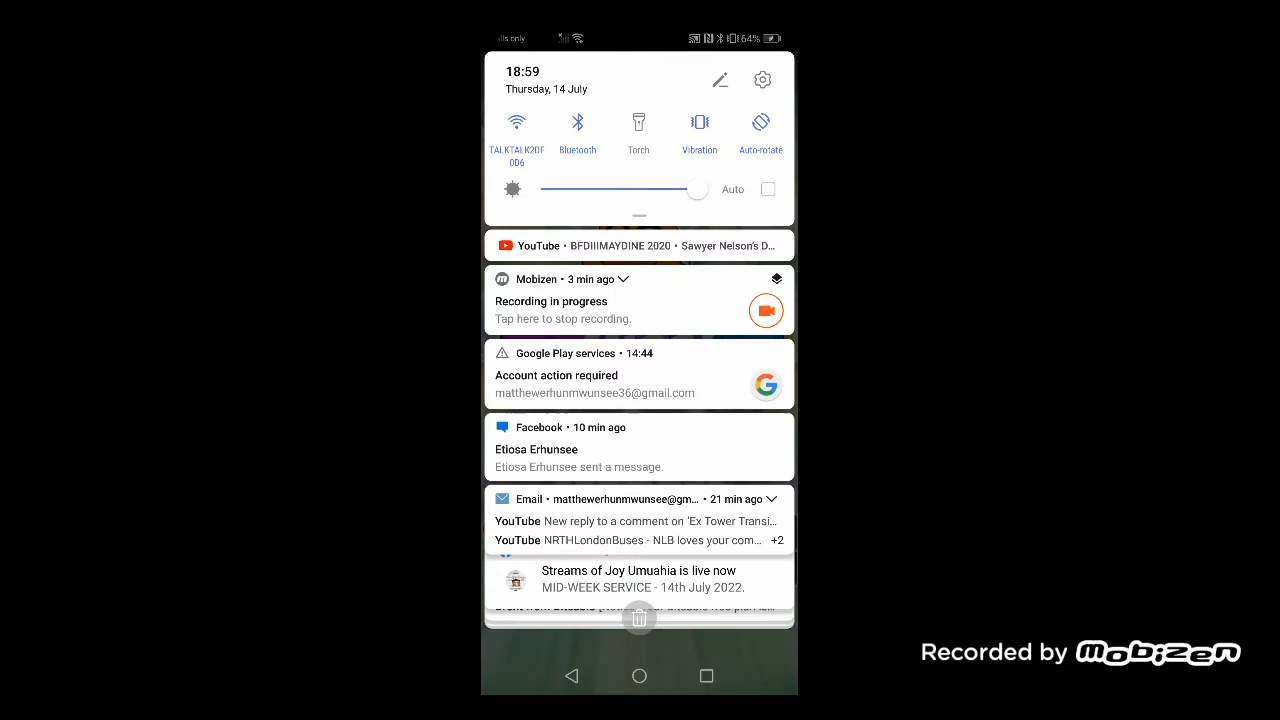 lls only
64%
18:59
Thursday, 14 July
TALKTALK2DF
0D6
Bluetooth
Torch
Vibration
Auto-rotate
Auto
YouTube • BFDIIIMAYDINE 2020 • Sawyer Nelson's D...
Mobizen • 3 min ago
Recording in progress
Tap here to stop recording.
Google Play services • 14:44
Account action required
matthewerhunmwunsee36@gmail.com
Facebook • 10 min ago
Etiosa Erhunsee
Etiosa Erhunsee sent a message.
Email • matthewerhunmwunsee@gm... • 21 min ago
YouTube New reply to a comment on 'Ex Tower Transi...
YouTube NRTHLondonBuses - NLB loves your com... +2
Streams of Joy Umuahia is live now
MID-WEEK SERVICE - 14th July 2022.
Recorded by mobizen